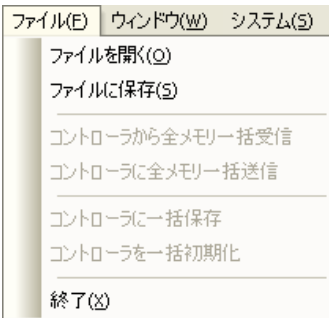 ファイル(F) ウィンドウ(W) システム(S)
ファイルを開く(O)
ファイルに保存(S)
コントローラから全メモリ一括受信
コントローラに全メモリ一括送信
コントローラに一括保存
コントローラを一括初期化
終了(X)